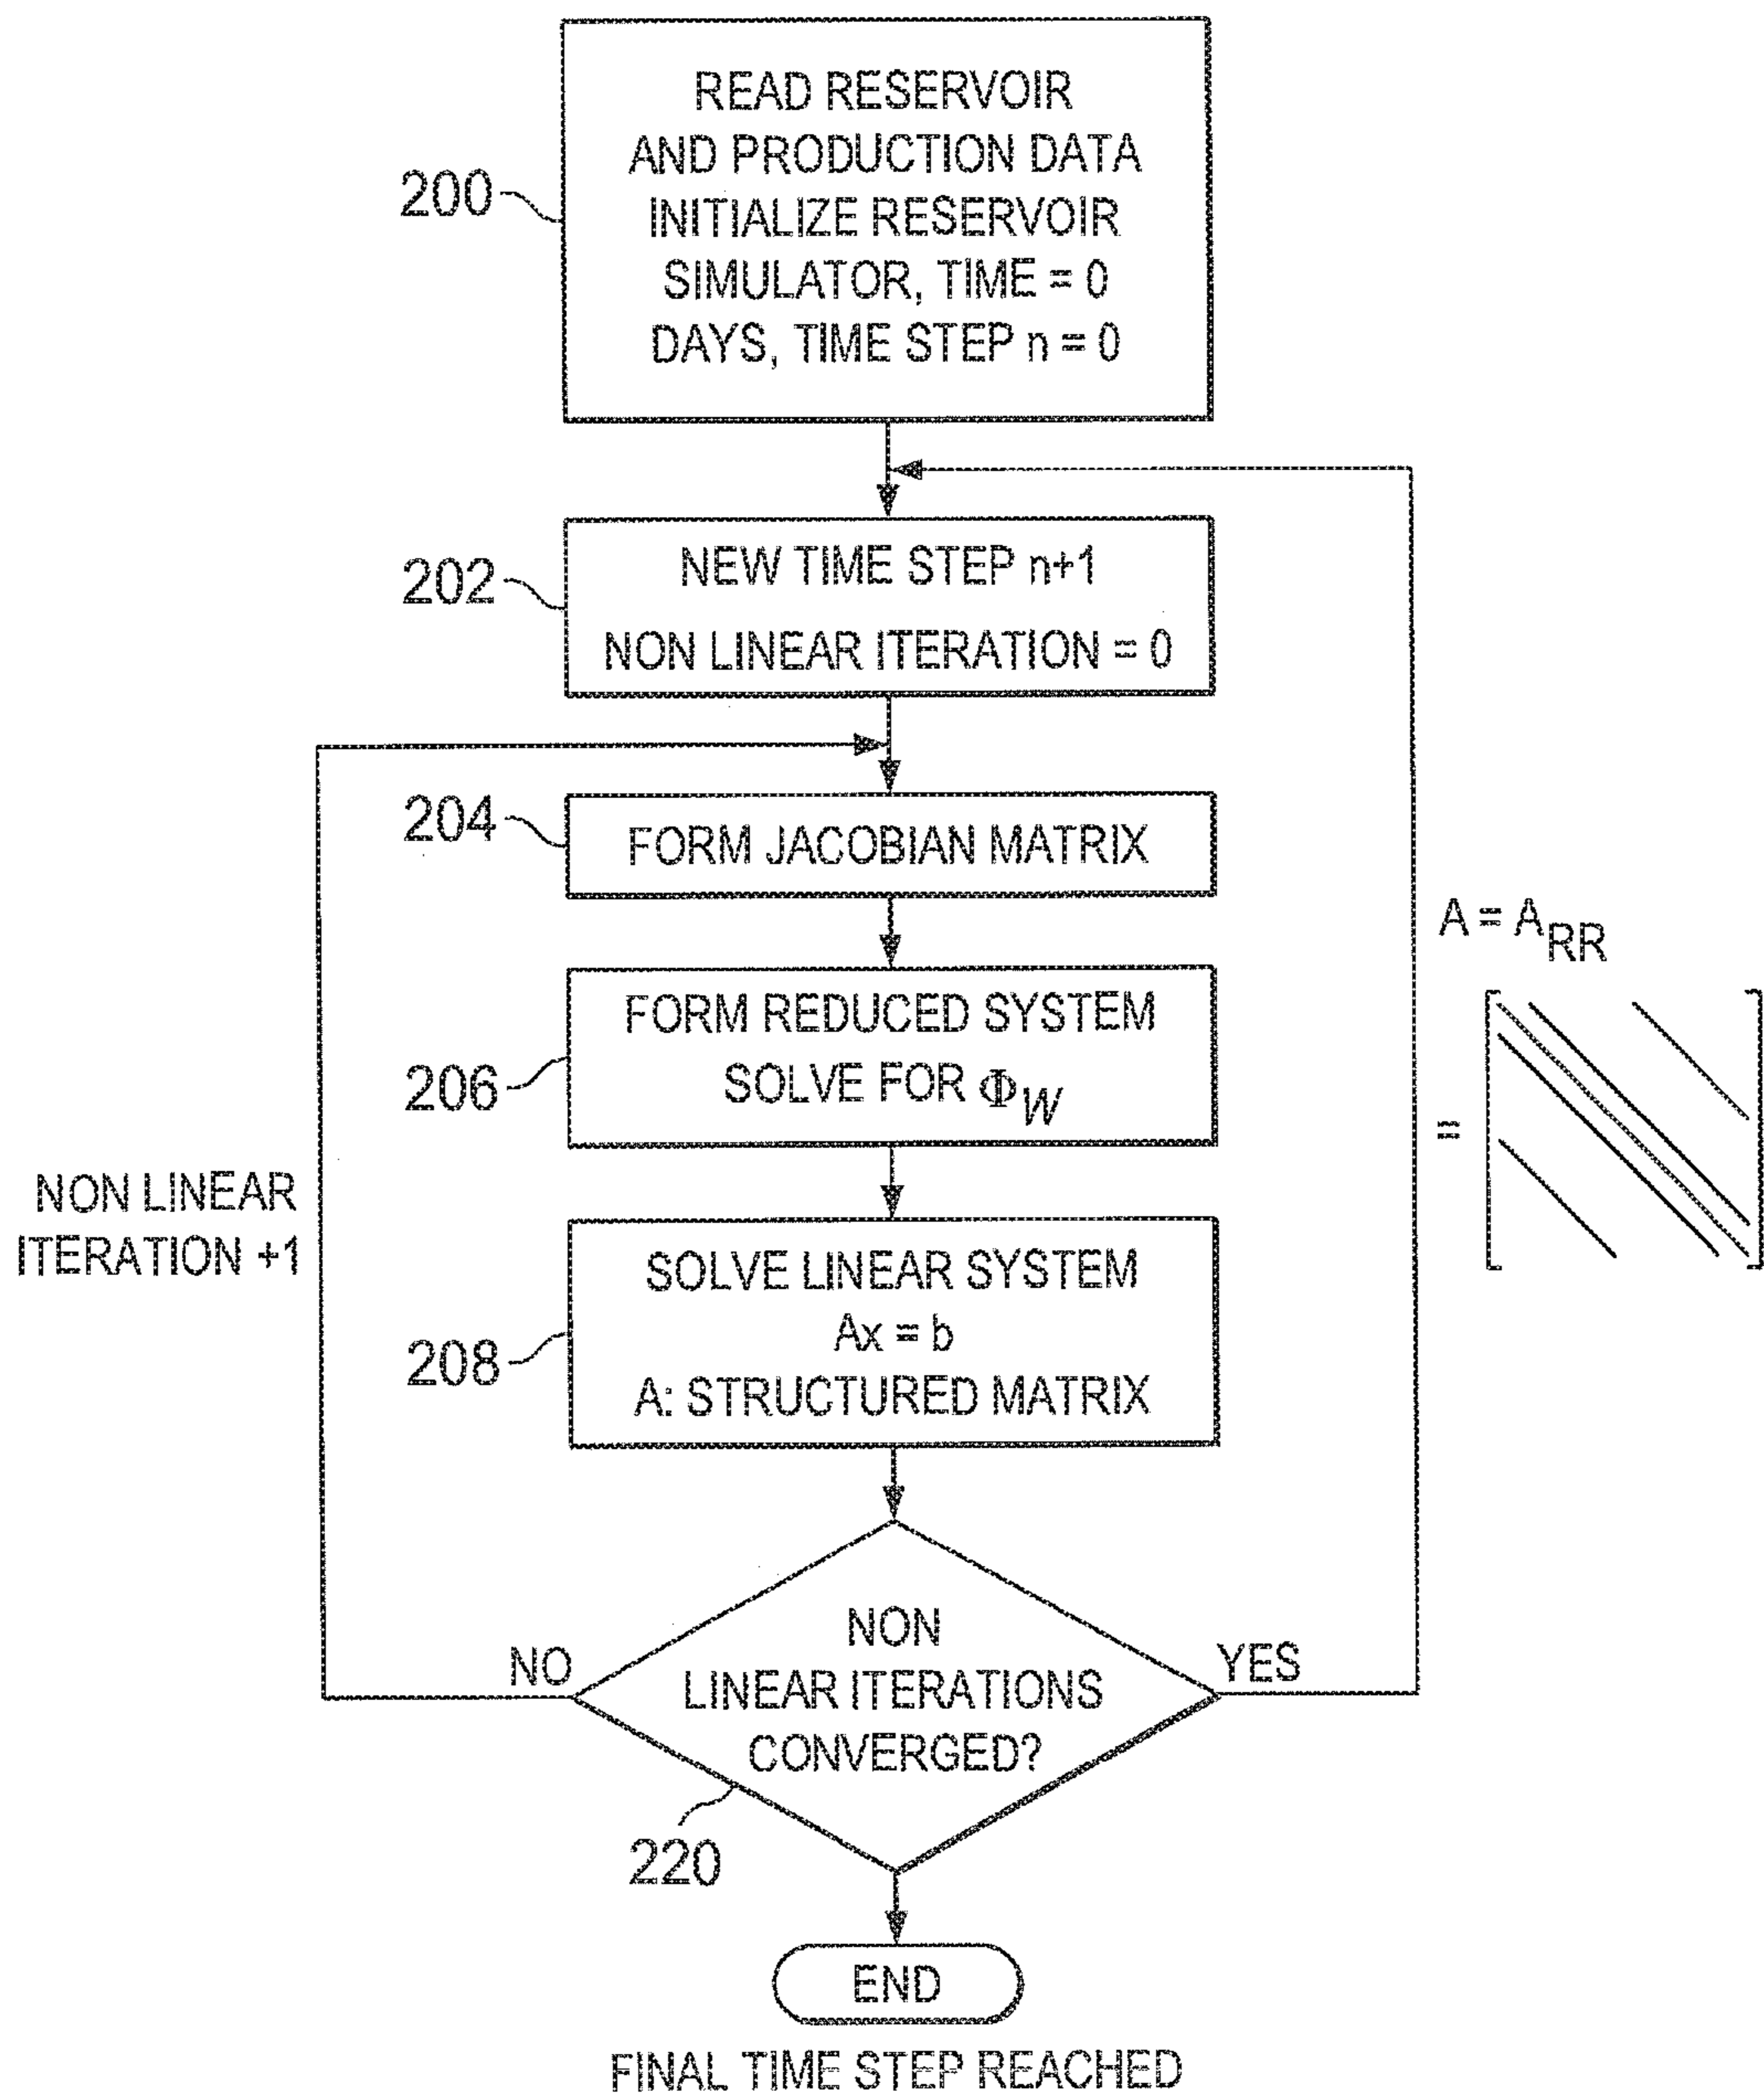 READ RESERVOIR
AND PRODUCTION DATA
INITIALIZE RESERVOIR
SIMULATOR, TIME = 0
DAYS, TIME STEP n = 0
200
NEW TIME STEP n+1
NON LINEAR ITERATION = 0
202
FORM JACOBIAN MATRIX
204
FORM REDUCED SYSTEM
SOLVE FOR Φ_W
206
A = A_RR
=
NON LINEAR
ITERATION +1
SOLVE LINEAR SYSTEM
Ax = b
A: STRUCTURED MATRIX
208
NON
LINEAR ITERATIONS
CONVERGED?
NO
YES
220
END
FINAL TIME STEP REACHED